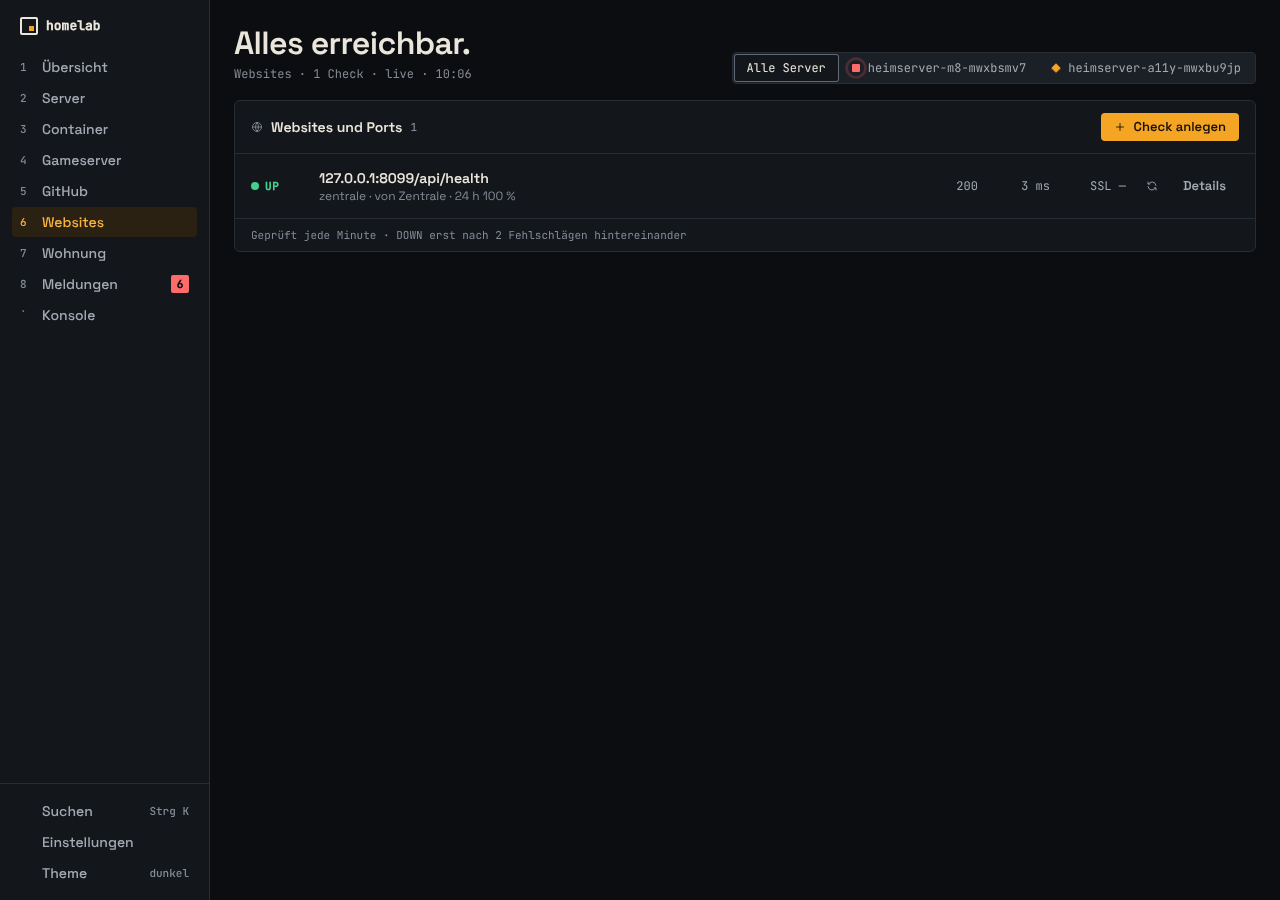 homelab
1 Übersicht
2 Server
3 Container
4 Gameserver
5 GitHub
6 Websites
7 Wohnung
8 Meldungen 6
` Konsole
Suchen Strg K
Einstellungen
Theme dunkel
Alles erreichbar.
Websites · 1 Check · live · 10:06
Alle Server heimserver-m8-mwxbsmv7 heimserver-a11y-mwxbu9jp
Websites und Ports 1 + Check anlegen
UP 127.0.0.1:8099/api/health 200 3 ms SSL — Details
zentrale · von Zentrale · 24 h 100 %
Geprüft jede Minute · DOWN erst nach 2 Fehlschlägen hintereinander